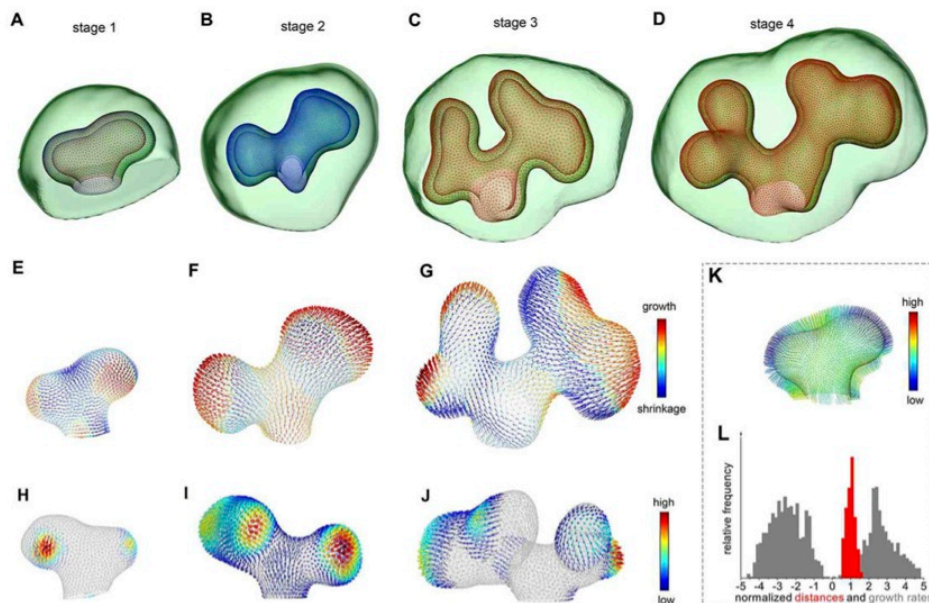 A
stage 1
B
stage 2
C
stage 3
D
stage 4
E
F
G
growth
shrinkage
K
high
low
H
I
J
high
low
L
relative frequency
-5 -4 -3 -2 -1 0 1 2 3 4 5
normalized distances and growth rates